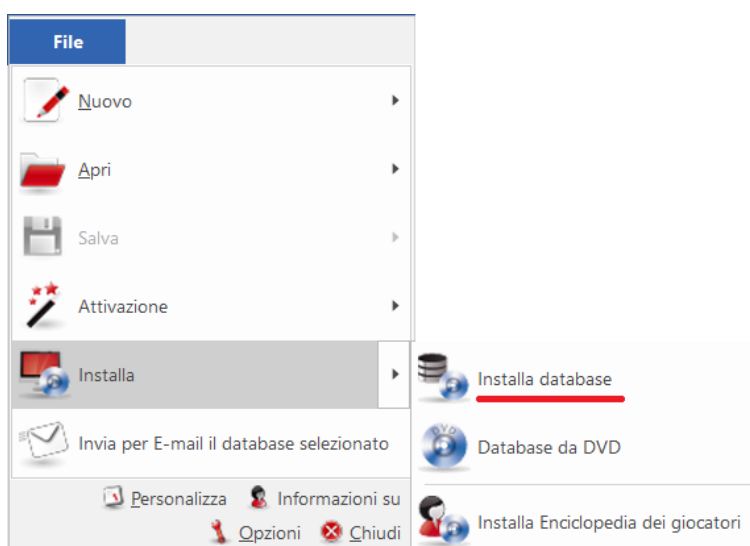 File
Nuovo
Apri
Salva
Attivazione
Installa
Installa database
Invia per E-mail il database selezionato
DVD
Database da DVD
Personalizza Informazioni su
Opzioni Chiudi
Installa Enciclopedia dei giocatori